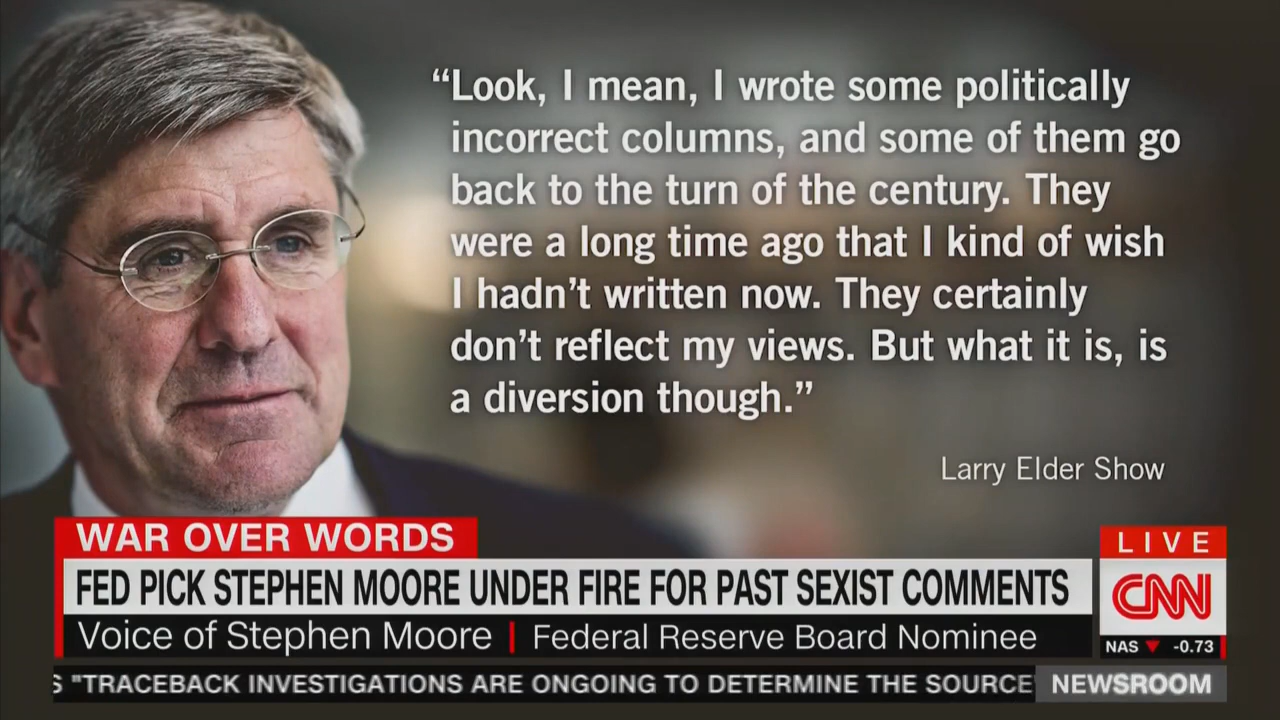 “Look, I mean, I wrote some politically
incorrect columns, and some of them go
back to the turn of the century. They
were a long time ago that I kind of wish
I hadn’t written now. They certainly
don’t reflect my views. But what it is, is
a diversion though.”
Larry Elder Show
WAR OVER WORDS
FED PICK STEPHEN MOORE UNDER FIRE FOR PAST SEXIST COMMENTS
Voice of Stephen Moore | Federal Reserve Board Nominee
LIVE
CNN
NAS ▼ -0.73
S "TRACEBACK INVESTIGATIONS ARE ONGOING TO DETERMINE THE SOURCE
NEWSROOM